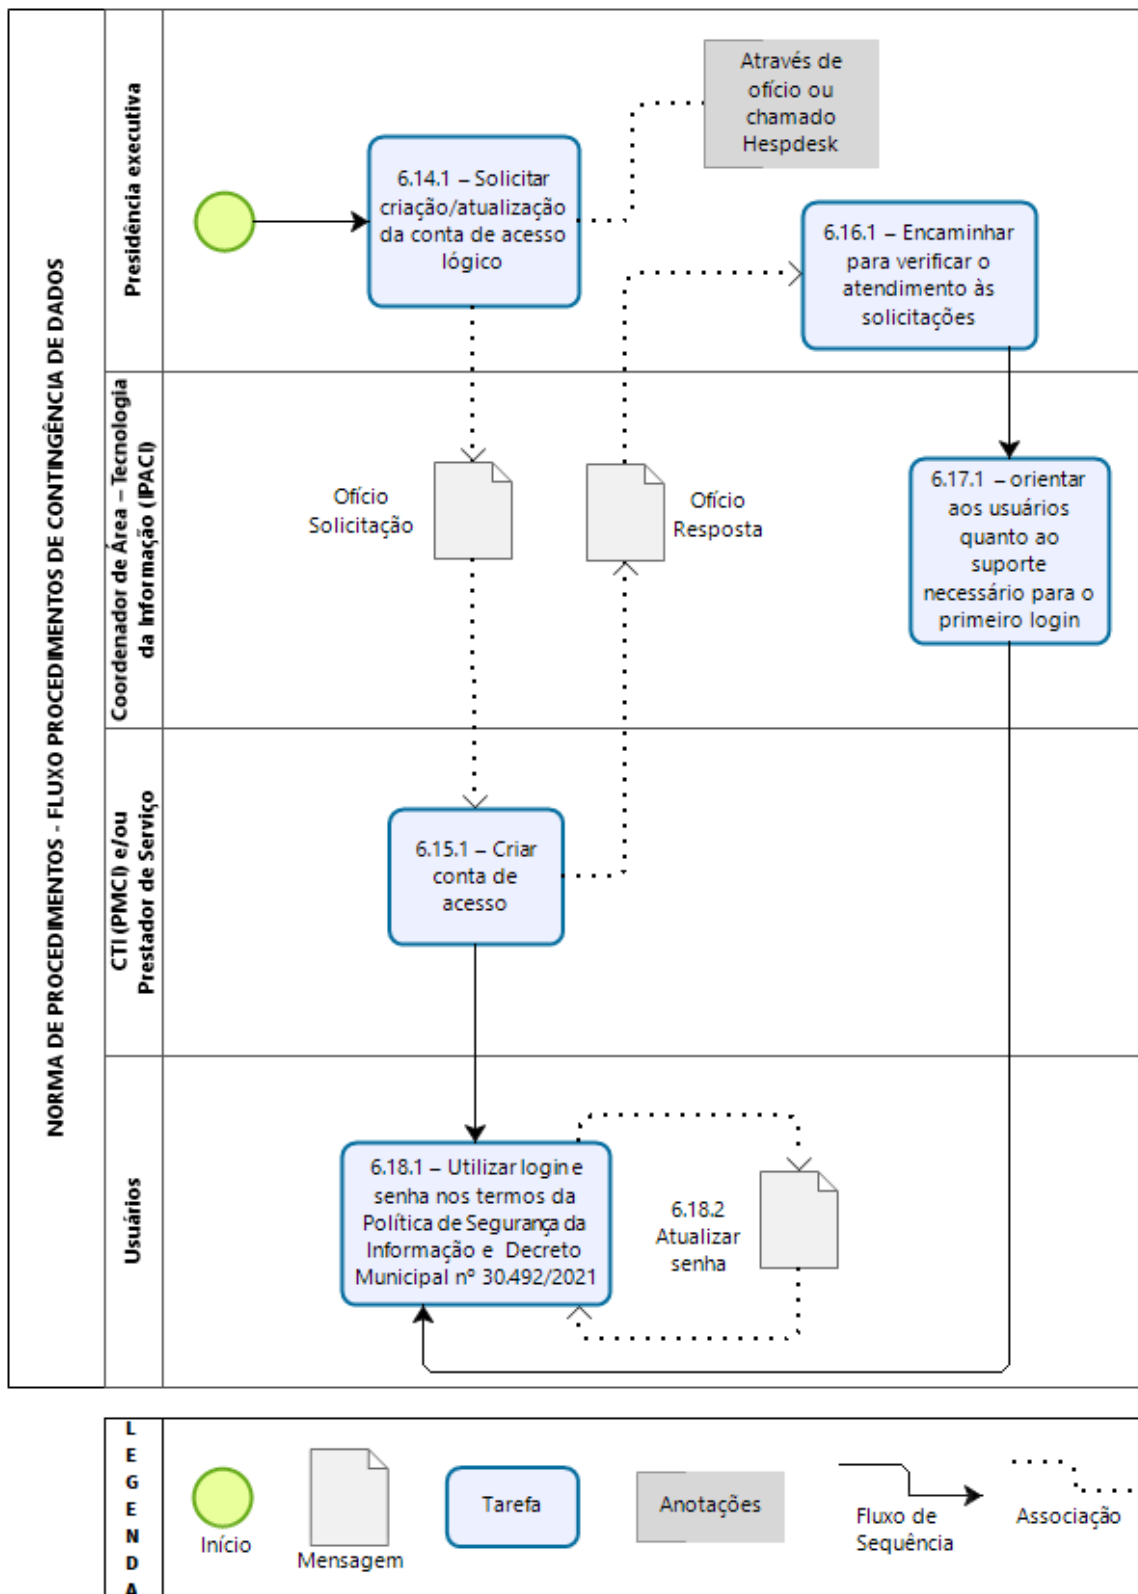 NORMA DE PROCEDIMENTOS - FLUXO PROCEDIMENTOS DE CONTINGÊNCIA DE DADOS
Presidência executiva
Através de
ofício ou
chamado
Hespdesk
6.14.1 – Solicitar
criação/atualização
da conta de acesso
lógico
6.16.1 – Encaminhar
para verificar o
atendimento às
solicitações
Coordenador de Área – Tecnologia
da Informação (IPACI)
Ofício
Solicitação
Ofício
Resposta
6.17.1 – orientar
aos usuários
quanto ao
suporte
necessário para o
primeiro login
CTI (PMCI) e/ou
Prestador de Serviço
6.15.1 – Criar
conta de
acesso
Usuários
6.18.1 – Utilizar login e
senha nos termos da
Política de Segurança da
Informação e Decreto
Municipal nº 30.492/2021
6.18.2
Atualizar
senha
LEGENDA
Início
Mensagem
Tarefa
Anotações
Fluxo de
Sequência
Associação